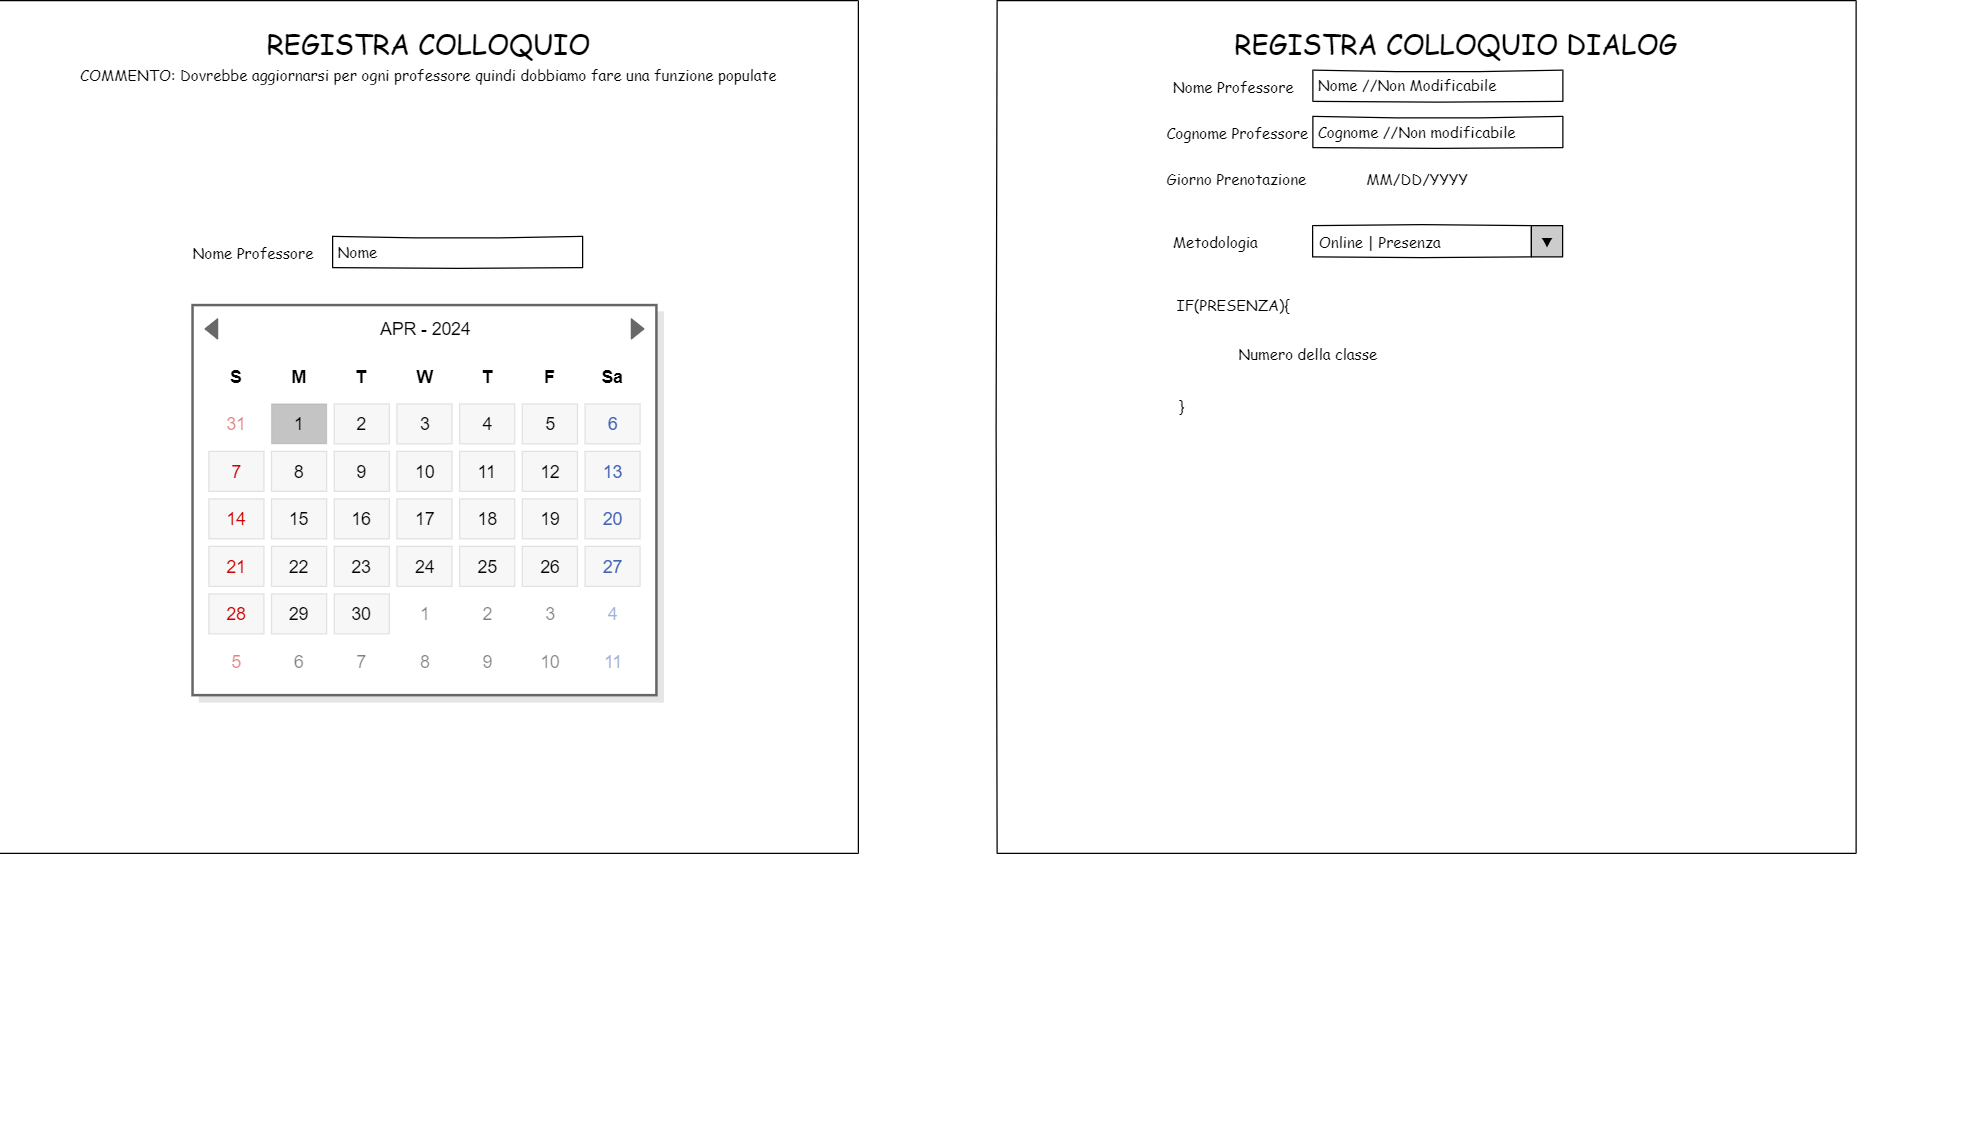 REGISTRA COLLOQUIO
COMMENTO: Dovrebbe aggiornarsi per ogni professore quindi dobbiamo fare una funzione populate
Nome Professore Nome
APR - 2024
S M T W T F Sa
31 1 2 3 4 5 6
7 8 9 10 11 12 13
14 15 16 17 18 19 20
21 22 23 24 25 26 27
28 29 30 1 2 3 4
5 6 7 8 9 10 11
REGISTRA COLLOQUIO DIALOG
Nome Professore Nome //Non Modificabile
Cognome Professore Cognome //Non modificabile
Giorno Prenotazione MM/DD/YYYY
Metodologia Online | Presenza
IF(PRESENZA){
Numero della classe
}